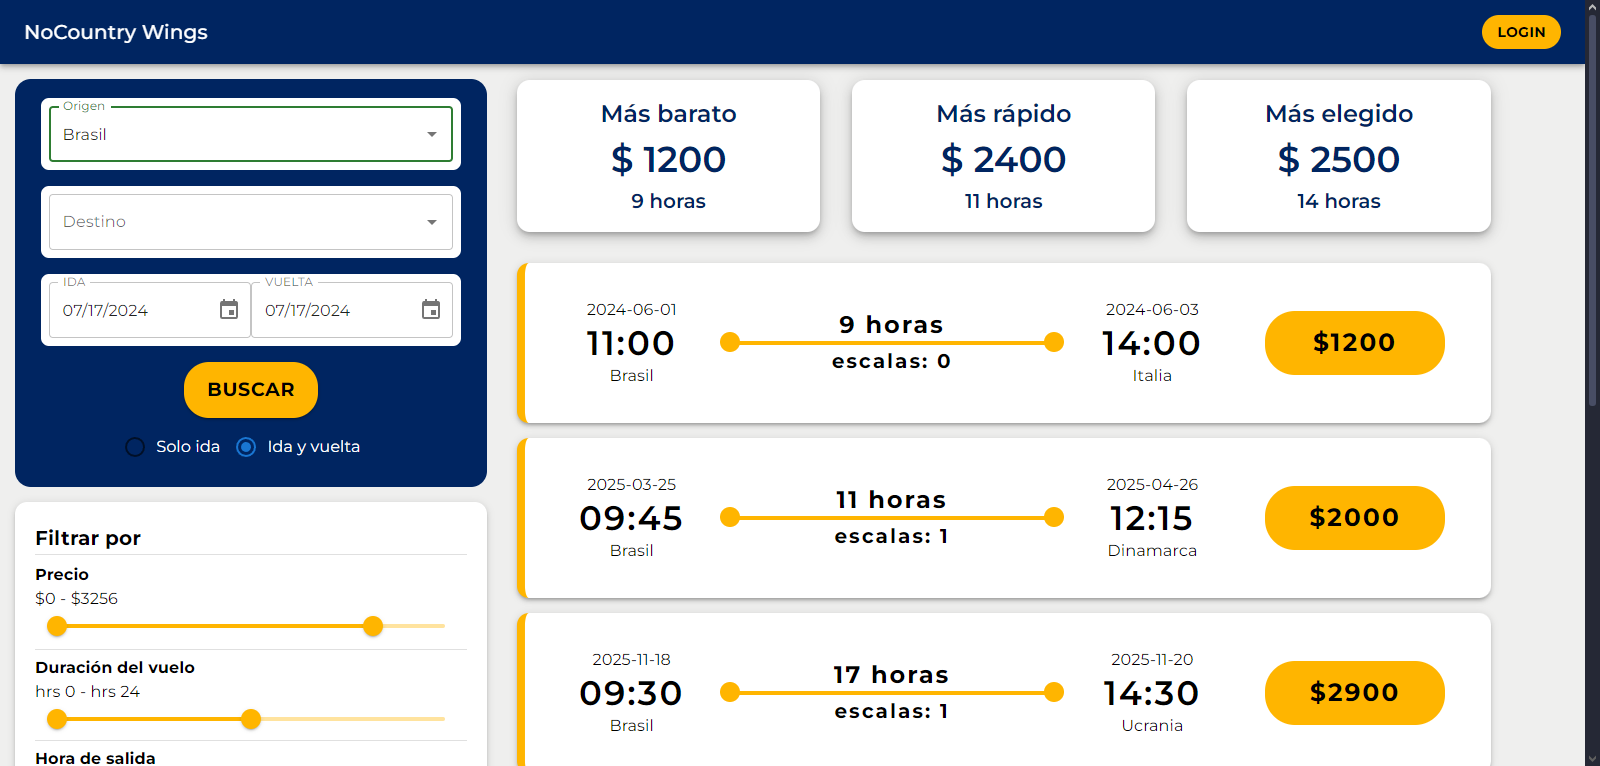 NoCountry Wings
LOGIN
Origen
Brasil
Destino
IDA
07/17/2024
VUELTA
07/17/2024
BUSCAR
Solo ida
Ida y vuelta
Filtrar por
Precio
$0 - $3256
Duración del vuelo
hrs 0 - hrs 24
Hora de salida
Más barato
$ 1200
9 horas
Más rápido
$ 2400
11 horas
Más elegido
$ 2500
14 horas
2024-06-01
11:00
Brasil
9 horas
escalas: 0
2024-06-03
14:00
Italia
$1200
2025-03-25
09:45
Brasil
11 horas
escalas: 1
2025-04-26
12:15
Dinamarca
$2000
2025-11-18
09:30
Brasil
17 horas
escalas: 1
2025-11-20
14:30
Ucrania
$2900